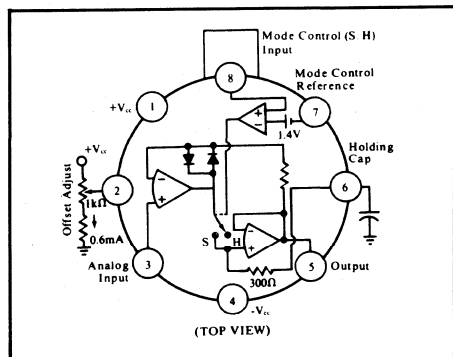 Mode Control (S H)
Input
8
Mode Control
Reference
7
+Vcc
1
+
−
1.4V
Holding
Cap
6
+Vcc
Offset Adjust
2
1kΩ
0.6mA
−
+
S
H
−
+
300Ω
Analog
Input
3
5
Output
4
-Vcc
(TOP VIEW)